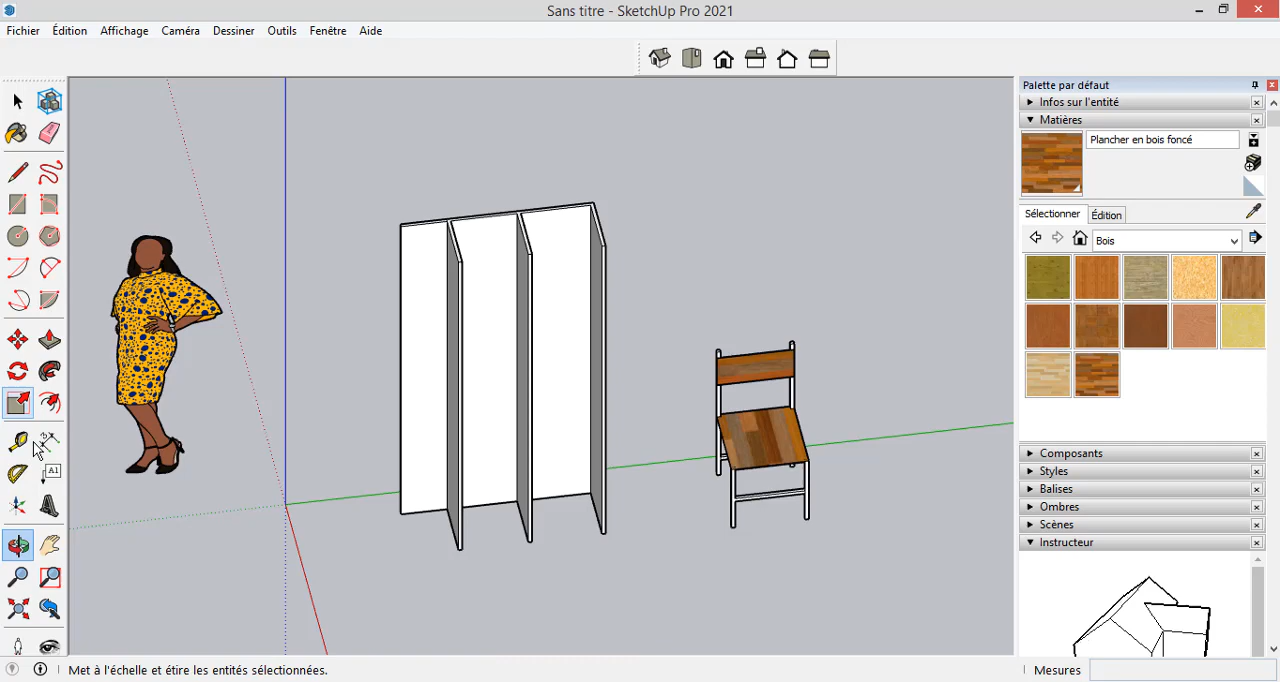 Sans titre - SketchUp Pro 2021
Fichier Édition Affichage Caméra Dessiner Outils Fenêtre Aide
Palette par défaut
Infos sur l'entité
Matières
Plancher en bois foncé
Sélectionner Édition
Bois
A1
Composants
Styles
Balises
Ombres
Scènes
Instructeur
Met à l'échelle et étire les entités sélectionnées.
Mesures